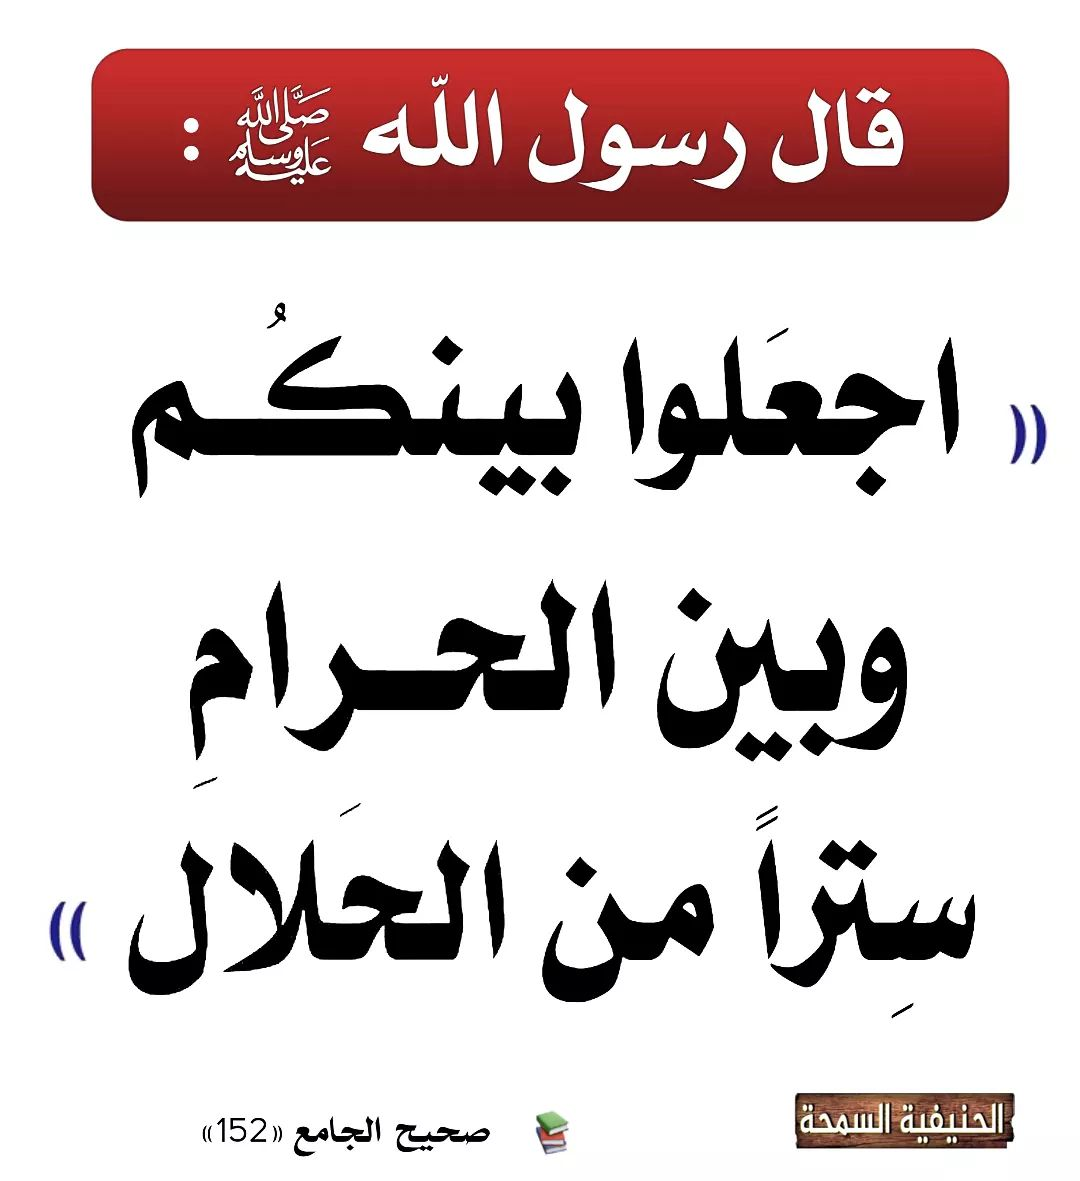 قال رسول الله ﷺ :
(( اجعَلوا بينكُم
وبين الحرامِ
سِتراً من الحَلال ))
صحيح الجامع ((152))
الحنيفية السمحة